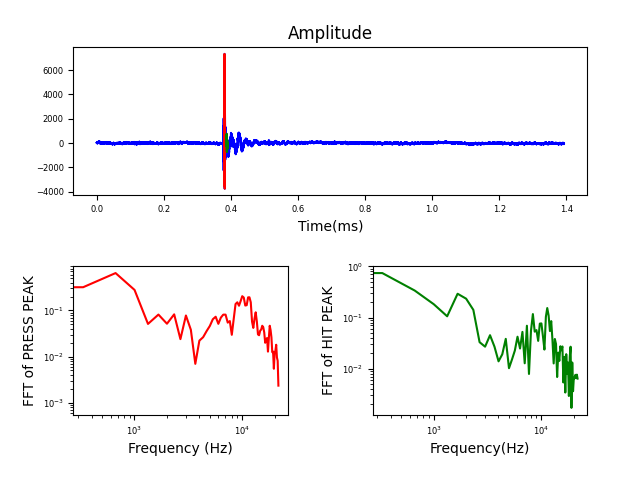 Amplitude
6000
4000
2000
0
−2000
−4000
0.0 0.2 0.4 0.6 0.8 1.0 1.2 1.4
Time(ms)
FFT of PRESS PEAK
10⁻¹
10⁻²
10⁻³
10³ 10⁴
Frequency (Hz)
FFT of HIT PEAK
10⁰
10⁻¹
10⁻²
10³ 10⁴
Frequency(Hz)